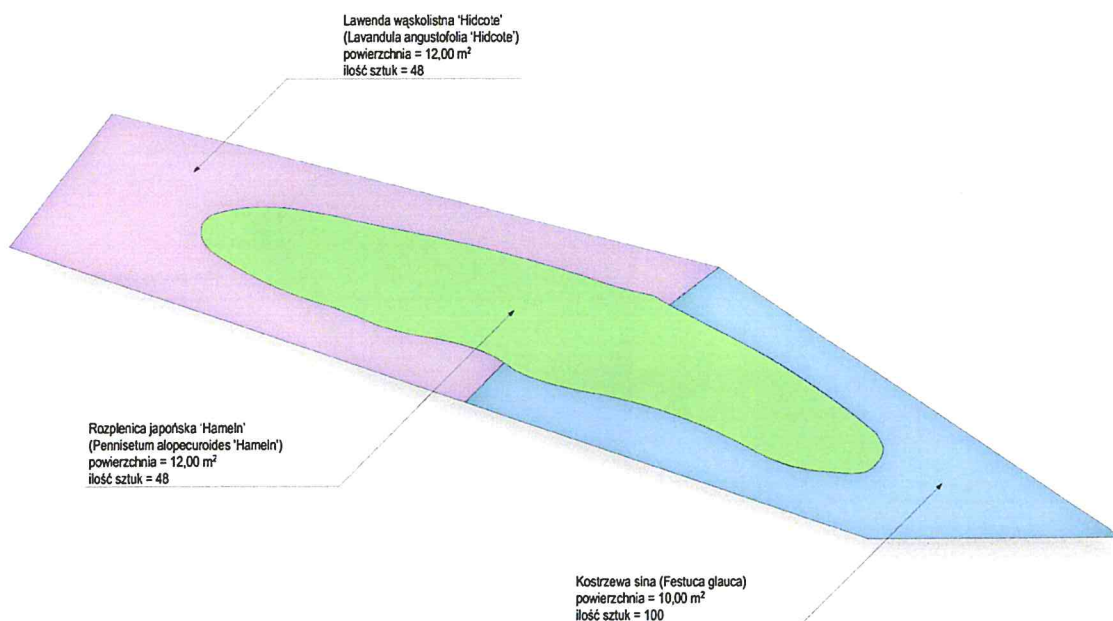 Lawenda wąskolistna 'Hidcote'
(Lavandula angustofolia 'Hidcote')
powierzchnia = 12,00 m²
ilość sztuk = 48
Rozplenica japońska 'Hameln'
(Pennisetum alopecuroides 'Hameln')
powierzchnia = 12,00 m²
ilość sztuk = 48
Kostrzewa sina (Festuca glauca)
powierzchnia = 10,00 m²
ilość sztuk = 100